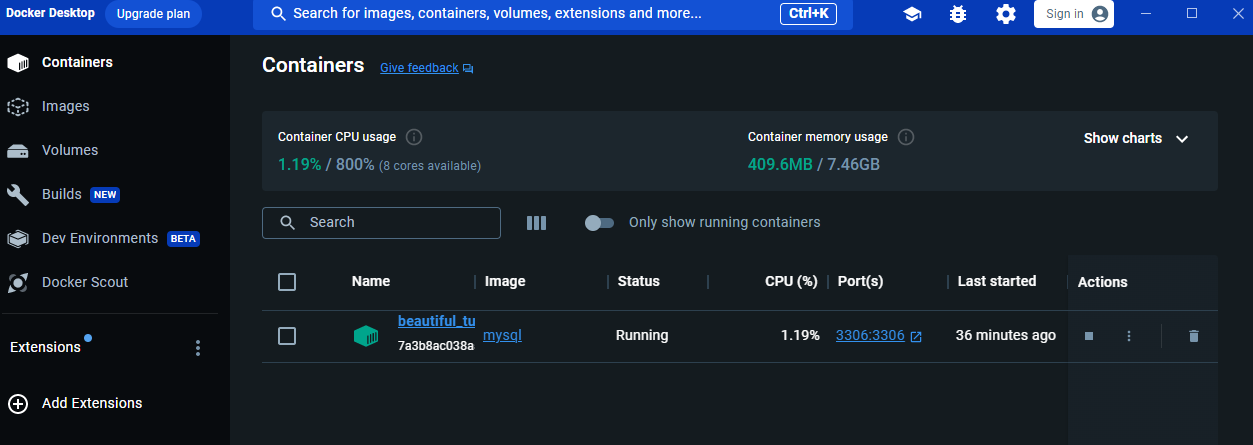 Docker Desktop Upgrade plan Search for images, containers, volumes, extensions and more... Ctrl+K Sign in
Containers
Images
Volumes
Builds NEW
Dev Environments BETA
Docker Scout
Extensions
Add Extensions
Containers Give feedback
Container CPU usage
1.19% / 800% (8 cores available)
Container memory usage
409.6MB / 7.46GB
Show charts
Search
Only show running containers
Name Image Status CPU (%) Port(s) Last started Actions
beautiful_tu
7a3b8ac038a
mysql Running 1.19% 3306:3306 36 minutes ago